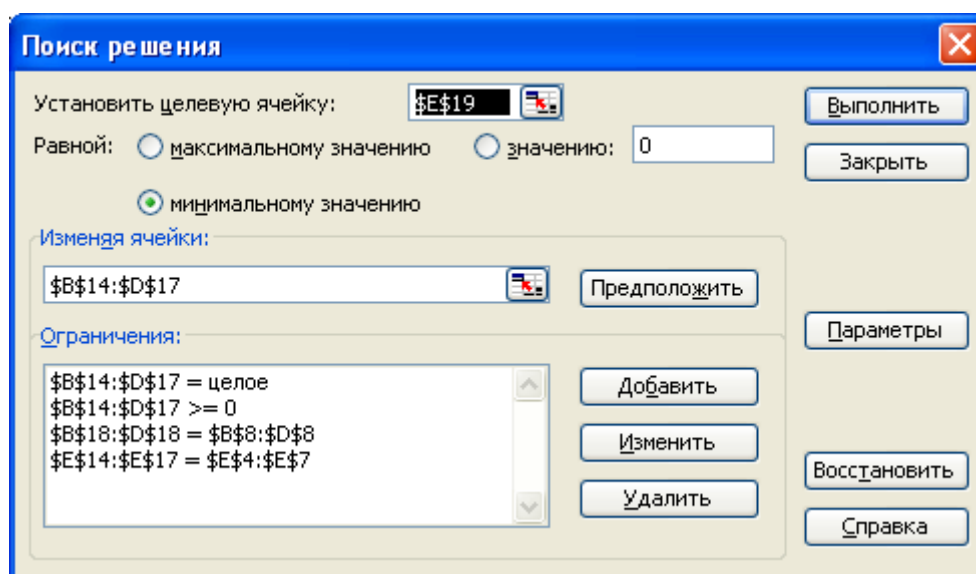 Поиск решения
Установить целевую ячейку: $E$19
Выполнить
Равной: максимальному значению значению: 0
Закрыть
минимальному значению
Изменяя ячейки:
$B$14:$D$17
Предположить
Параметры
Ограничения:
$B$14:$D$17 = целое
$B$14:$D$17 >= 0
$B$18:$D$18 = $B$8:$D$8
$E$14:$E$17 = $E$4:$E$7
Добавить
Изменить
Удалить
Восстановить
Справка